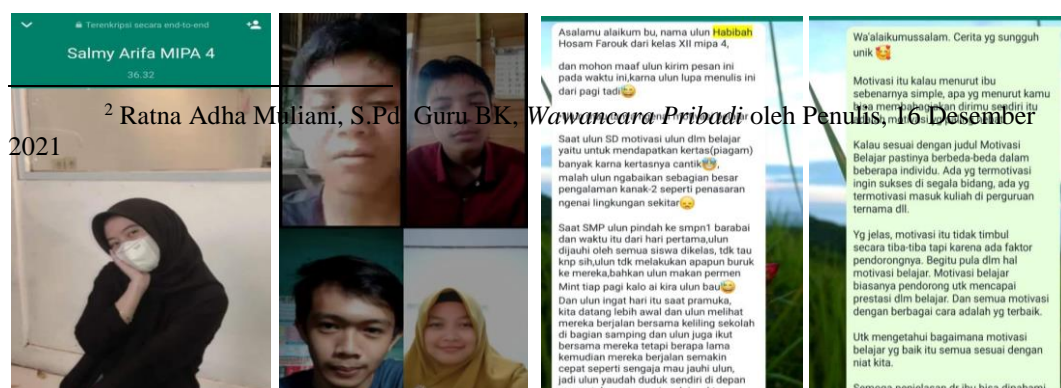 Terenkripsi secara end-to-end
Salmy Arifa MIPA 4
36.32
² Ratna Adha Muliani, S.Pd, Guru BK, Wawancara Pribadi oleh Penulis, 16 Desember
2021
Asalamu alaikum bu, nama ulun Habibah
Hosam Farouk dari kelas XII mipa 4,
dan mohon maaf ulun kirim pesan ini
pada waktu ini,karna ulun lupa menulis ini
dari pagi tadi😅
Saat ulun SD motivasi ulun dlm belajar
yaitu untuk mendapatkan kertas(piagam)
banyak karna kertasnya cantik😇,
malah ulun ngabaikan sebagian besar
pengalaman kanak-2 seperti penasaran
ngenai lingkungan sekitar😞
Saat SMP ulun pindah ke smpn1 barabai
dan waktu itu dari hari pertama,ulun
dijauhi oleh semua siswa dikelas, tdk tau
knp sih,ulun tdk melakukan apapun buruk
ke mereka,bahkan ulun makan permen
Mint tiap pagi kalo ai kira ulun bau😅
Dan ulun ingat hari itu saat pramuka,
kita datang lebih awal dan ulun melihat
mereka berjalan bersama keliling sekolah
di bagian samping dan ulun juga ikut
bersama mereka tetapi berapa lama
kemudian mereka berjalan semakin
cepat seperti sengaja mau jauhi ulun,
jadi ulun yaudah duduk sendiri di depan
Wa'alaikumussalam. Cerita yg sungguh
unik 🥰
Motivasi itu kalau menurut ibu
sebenarnya simple, apa yg menurut kamu
bisa membahagiakan dirimu sendiri itu
Kalau sesuai dengan judul Motivasi
Belajar pastinya berbeda-beda dalam
beberapa individu. Ada yg termotivasi
ingin sukses di segala bidang, ada yg
termotivasi masuk kuliah di perguruan
ternama dll.
Yg jelas, motivasi itu tidak timbul
secara tiba-tiba tapi karena ada faktor
pendorongnya. Begitu pula dlm hal
motivasi belajar. Motivasi belajar
biasanya pendorong utk mencapai
prestasi dlm belajar. Dan semua motivasi
dengan berbagai cara adalah yg terbaik.
Utk mengetahui bagaimana motivasi
belajar yg baik itu semua sesuai dengan
niat kita.
Semoga penjelasan dr ibu bisa dipahami